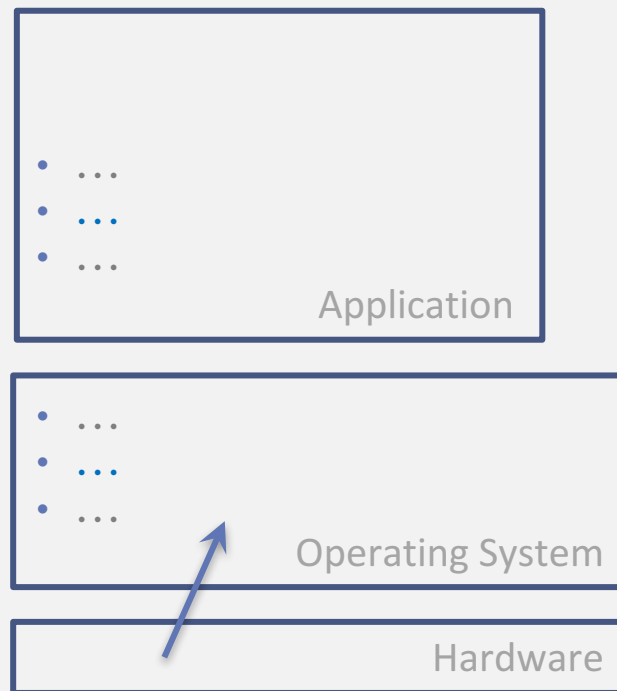 • ...
• ...
• ...
Application
• ...
• ...
• ...
Operating System
Hardware